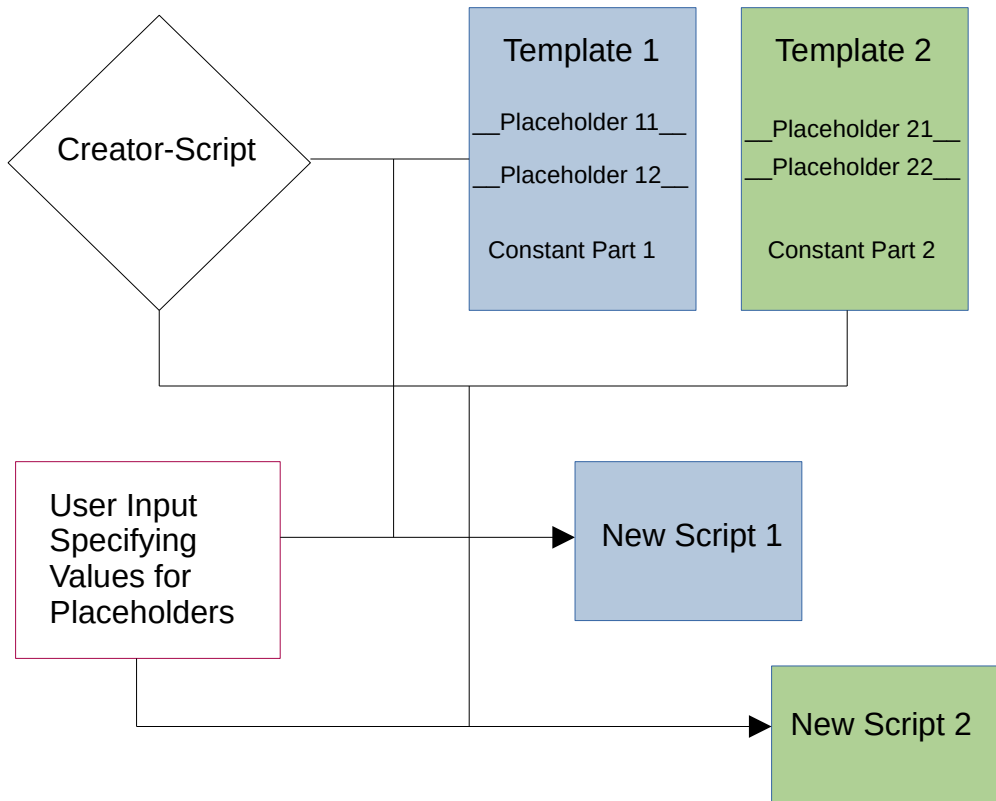 Creator-Script
Template 1
__Placeholder 11__
__Placeholder 12__
Constant Part 1
Template 2
__Placeholder 21__
__Placeholder 22__
Constant Part 2
User Input
Specifying
Values for
Placeholders
New Script 1
New Script 2